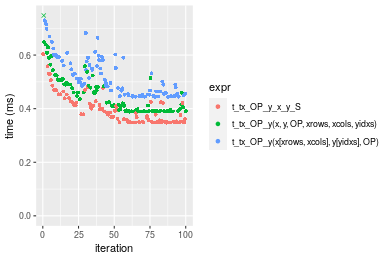 0.6
0.4
0.2
0.0
time (ms)
0
25
50
75
100
iteration
expr
t_tx_OP_y_x_y_S
t_tx_OP_y(x, y, OP, xrows, xcols, yidxs)
t_tx_OP_y(x[xrows, xcols], y[yidxs], OP)